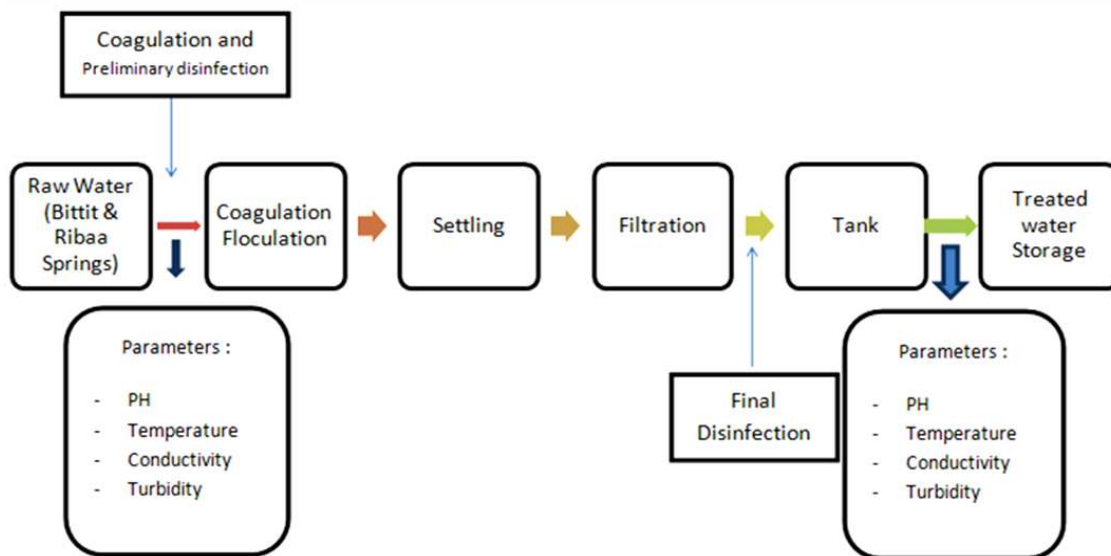 Coagulation and
Preliminary disinfection
Raw Water
(Bittit &
Ribaa
Springs)
Coagulation
Floculation
Settling
Filtration
Tank
Treated
water
Storage
Parameters :
- PH
- Temperature
- Conductivity
- Turbidity
Final
Disinfection
Parameters :
- PH
- Temperature
- Conductivity
- Turbidity